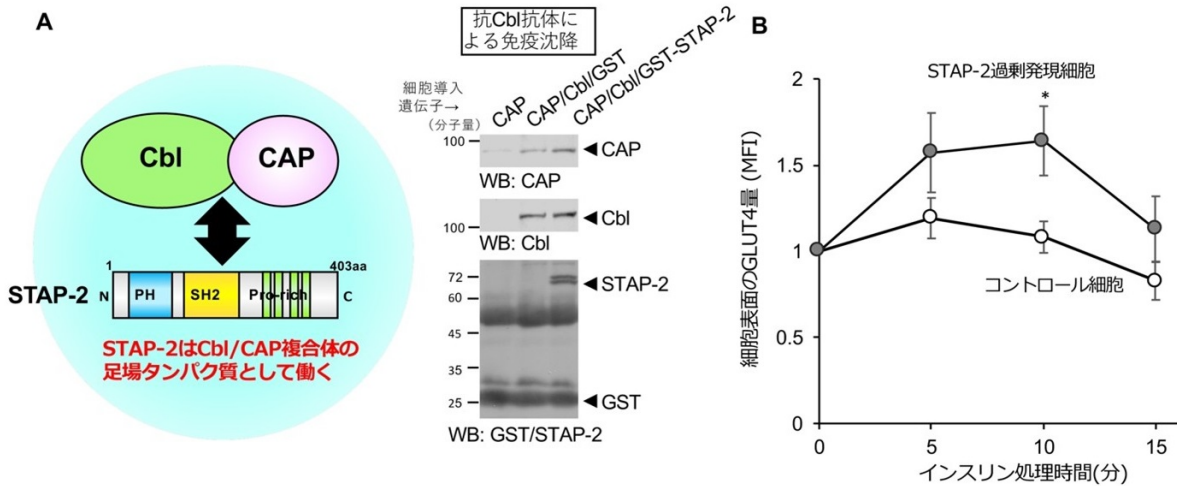 A
Cbl
CAP
1
403aa
STAP-2
N
PH
SH2
Pro-rich
C
STAP-2はCbl/CAP複合体の
足場タンパク質として働く
抗Cbl抗体に
よる免疫沈降
細胞導入
遺伝子→
(分子量)
CAP
CAP/Cbl/GST
CAP/Cbl/GST-STAP-2
100
CAP
WB: CAP
Cbl
100
WB: Cbl
72
STAP-2
60
45
35
25
GST
WB: GST/STAP-2
B
STAP-2過剰発現細胞
*
コントロール細胞
細胞表面のGLUT4量 (MFI)
2
1.5
1
0.5
0
0
5
10
15
インスリン処理時間(分)